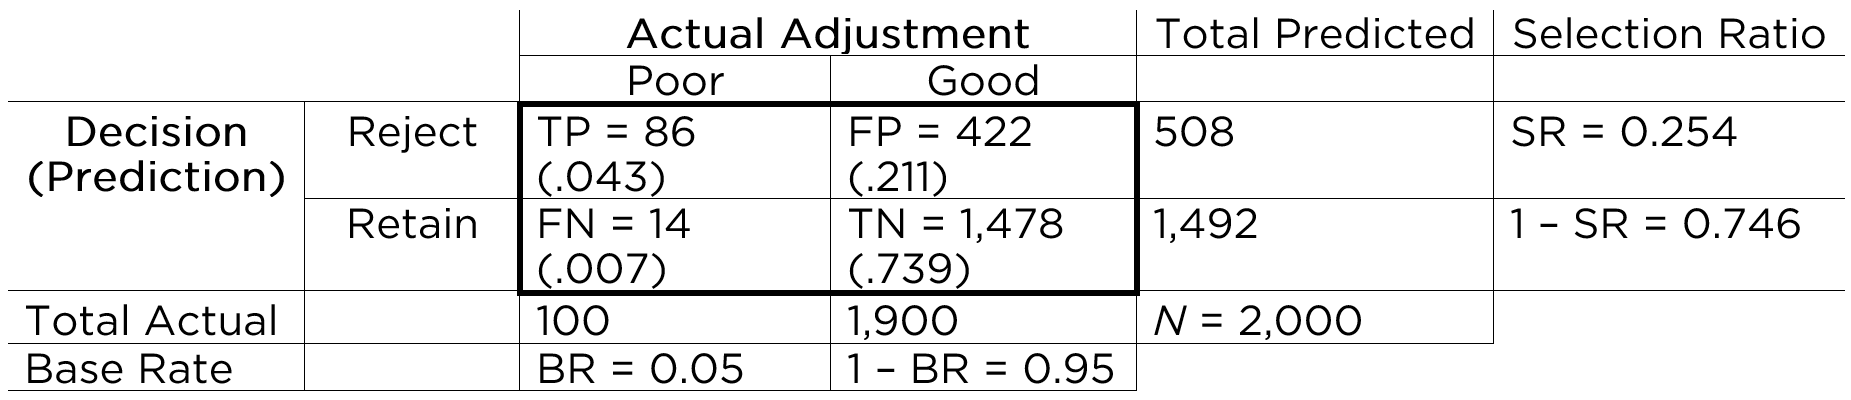 Actual Adjustment Total Predicted Selection Ratio
Poor Good
Decision Reject TP = 86 FP = 422 508 SR = 0.254
(Prediction) (.043) (.211)
Retain FN = 14 TN = 1,478 1,492 1 – SR = 0.746
(.007) (.739)
Total Actual 100 1,900 N = 2,000
Base Rate BR = 0.05 1 – BR = 0.95